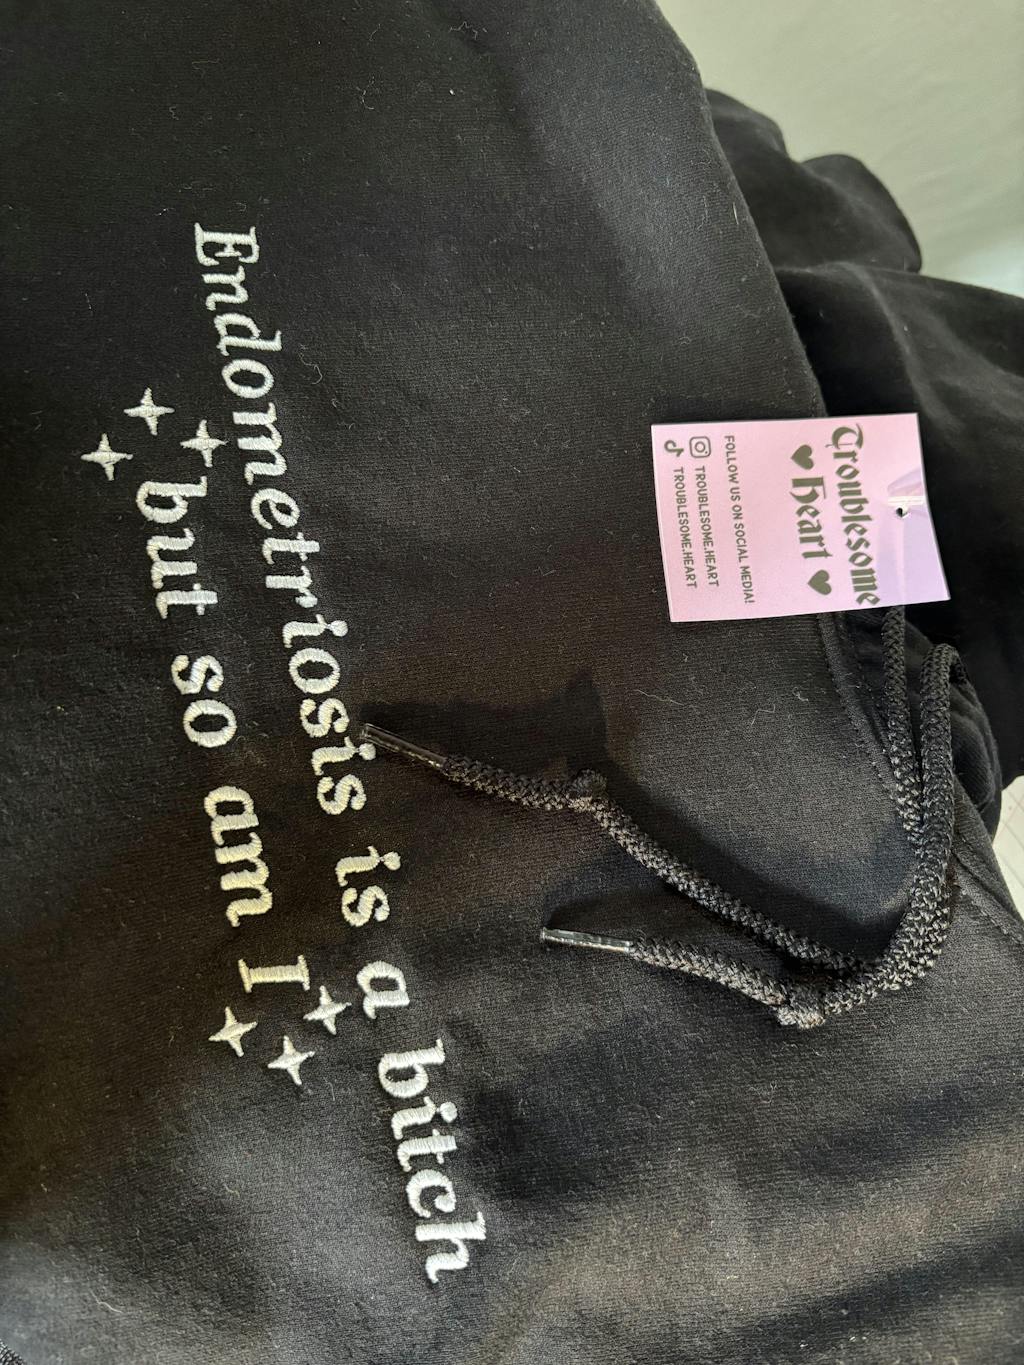 Endometriosis is a bitch
but so am I
Troublesome
Heart
FOLLOW US ON SOCIAL MEDIA!
TROUBLESOME.HEART
TROUBLESOME.HEART